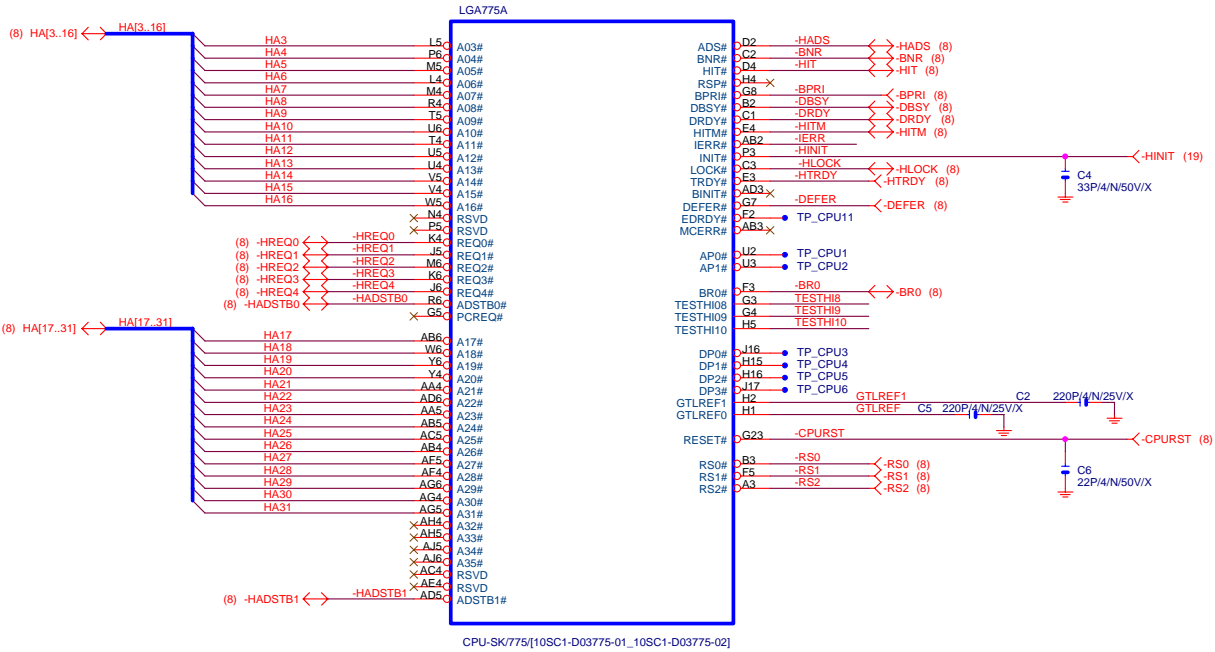 LGA775A
(8) HA[3..16] HA[3..16]
HA3 L5 A03#
HA4 P6 A04#
HA5 M5 A05#
HA6 L4 A06#
HA7 M4 A07#
HA8 R4 A08#
HA9 T5 A09#
HA10 U6 A10#
HA11 T4 A11#
HA12 U5 A12#
HA13 U4 A13#
HA14 V5 A14#
HA15 V4 A15#
HA16 W5 A16#
N4 RSVD
P5 RSVD
(8) -HREQ0 -HREQ0 K4 REQ0#
(8) -HREQ1 -HREQ1 J5 REQ1#
(8) -HREQ2 -HREQ2 M6 REQ2#
(8) -HREQ3 -HREQ3 K6 REQ3#
(8) -HREQ4 -HREQ4 J6 REQ4#
(8) -HADSTB0 -HADSTB0 R6 ADSTB0#
G5 PCREQ#
(8) HA[17..31] HA[17..31]
HA17 AB6 A17#
HA18 W6 A18#
HA19 Y6 A19#
HA20 Y4 A20#
HA21 AA4 A21#
HA22 AD6 A22#
HA23 AA5 A23#
HA24 AB5 A24#
HA25 AC5 A25#
HA26 AB4 A26#
HA27 AF5 A27#
HA28 AF4 A28#
HA29 AG6 A29#
HA30 AG4 A30#
HA31 AG5 A31#
AH4 A32#
AH5 A33#
AJ5 A34#
AJ6 A35#
AC4 RSVD
AE4 RSVD
(8) -HADSTB1 -HADSTB1 AD5 ADSTB1#
ADS# D2 -HADS -HADS (8)
BNR# C2 -BNR -BNR (8)
HIT# D4 -HIT -HIT (8)
RSP# H4
BPRI# G8 -BPRI -BPRI (8)
DBSY# B2 -DBSY -DBSY (8)
DRDY# C1 -DRDY -DRDY (8)
HITM# E4 -HITM -HITM (8)
IERR# AB2 -IERR
INIT# P3 -HINIT -HINIT (19)
LOCK# C3 -HLOCK -HLOCK (8)
TRDY# E3 -HTRDY -HTRDY (8)
C4
33P/4/N/50V/X
BINIT# AD3
DEFER# G7 -DEFER -DEFER (8)
EDRDY# F2 TP_CPU11
MCERR# AB3
AP0# U2 TP_CPU1
AP1# U3 TP_CPU2
BR0# F3 -BR0 -BR0 (8)
TESTHI08 G3 TESTHI8
TESTHI09 G4 TESTHI9
TESTHI10 H5 TESTHI10
DP0# J16 TP_CPU3
DP1# H15 TP_CPU4
DP2# H16 TP_CPU5
DP3# J17 TP_CPU6
GTLREF1 H2 GTLREF1 C2 220P/4/N/25V/X
GTLREF0 H1 GTLREF C5 220P/4/N/25V/X
RESET# G23 -CPURST -CPURST (8)
RS0# B3 -RS0 -RS0 (8)
RS1# F5 -RS1 -RS1 (8)
RS2# A3 -RS2 -RS2 (8)
C6
22P/4/N/50V/X
CPU-SK/775/[10SC1-D03775-01_10SC1-D03775-02]